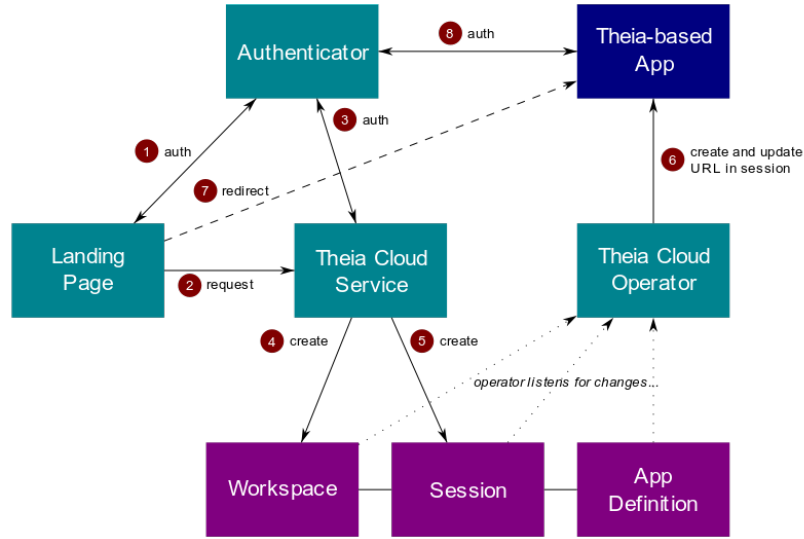 Authenticator
8 auth
Theia-based
App
1 auth
3 auth
7 redirect
6 create and update
URL in session
Landing
Page
2 request
Theia Cloud
Service
Theia Cloud
Operator
4 create
5 create
operator listens for changes...
Workspace
Session
App
Definition